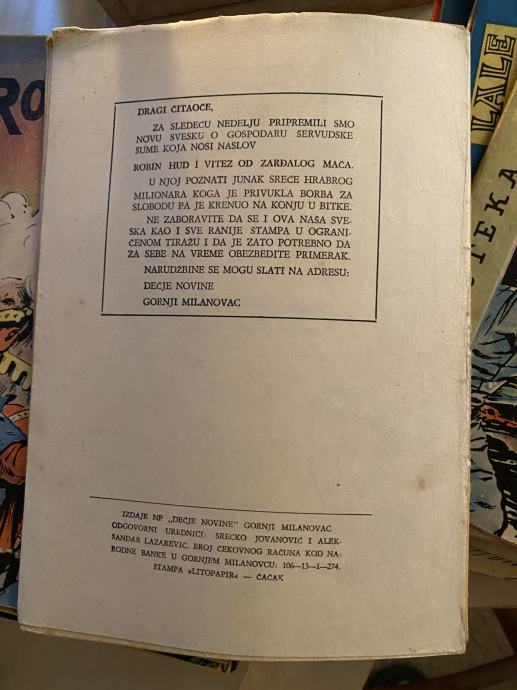 DRAGI ČITAOČE,
ZA SLEDEĆU NEDELJU PRIPREMILI SMO
NOVU SVESKU O GOSPODARU SERVUDSKE
ŠUME KOJA NOSI NASLOV
ROBIN HUD I VITEZ OD ZARĐALOG MAČA.
U NJOJ POZNATI JUNAK SREĆE HRABROG
MILIONARA KOGA JE PRIVUKLA BORBA ZA
SLOBODU PA JE KRENUO NA KONJU U BITKE.
NE ZABORAVITE DA SE I OVA NAŠA SVE-
SKA KAO I SVE RANIJE ŠTAMPA U OGRANI-
ČENOM TIRAŽU I DA JE ZATO POTREBNO DA
ZA SEBE NA VREME OBEZBEDITE PRIMERAK.
NARUDŽBINE SE MOGU SLATI NA ADRESU:
DEČJE NOVINE
GORNJI MILANOVAC
IZDAJE NP „DEČJE NOVINE" GORNJI MILANOVAC
ODGOVORNI UREDNICI: SREĆKO JOVANOVIĆ I ALEK-
SANDAR LAZAREVIĆ. BROJ ČEKOVNOG RAČUNA KOD NA-
RODNE BANKE U GORNJEM MILANOVCU: 106—13—1—274.
ŠTAMPA »LITOPAPIR« — ČAČAK
RO
LALE
TEKA